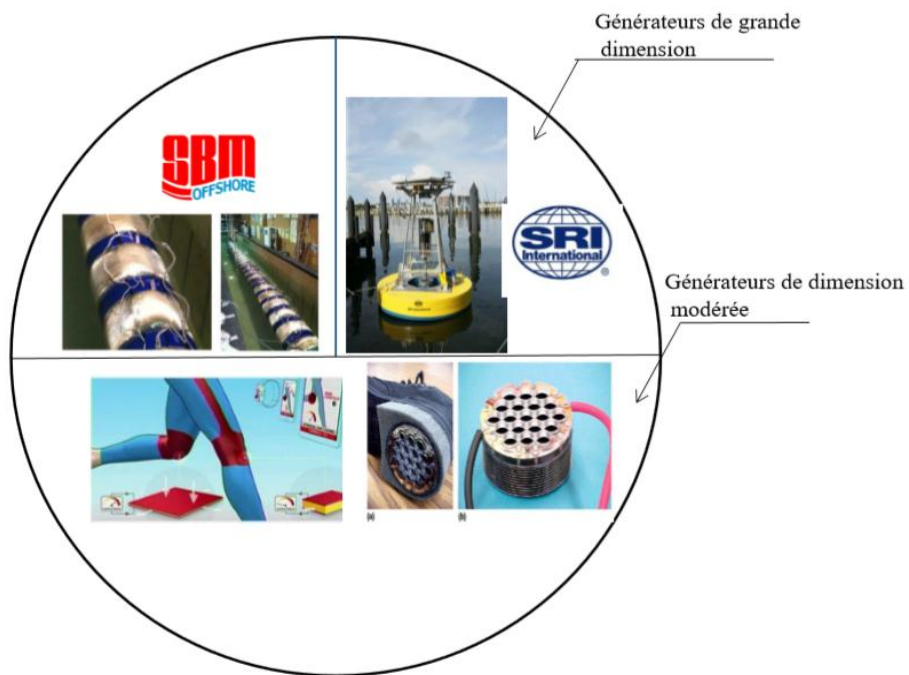 Générateurs de grande
dimension
SBM
OFFSHORE
SRI
International
®
Générateurs de dimension
modérée
(a)
(b)